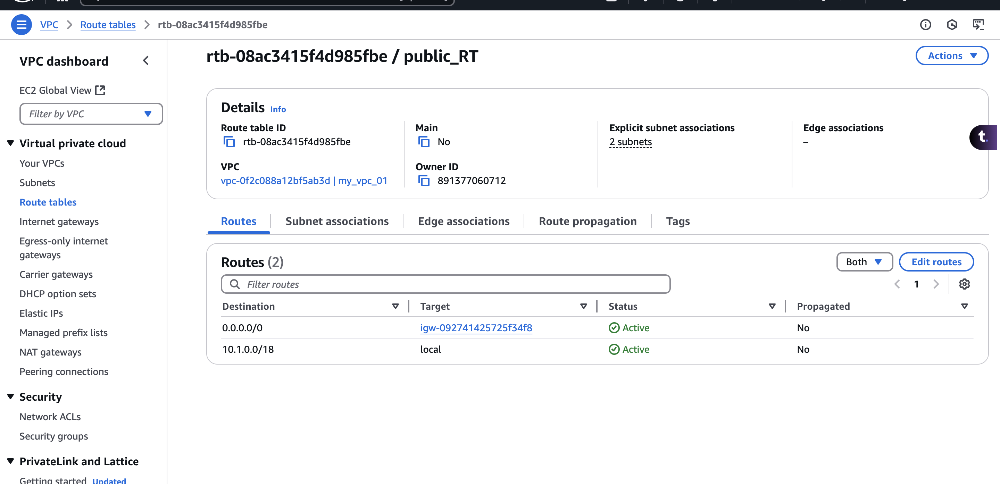 VPC > Route tables > rtb-08ac3415f4d985fbe
VPC dashboard
EC2 Global View
Filter by VPC
Virtual private cloud
Your VPCs
Subnets
Route tables
Internet gateways
Egress-only internet
gateways
Carrier gateways
DHCP option sets
Elastic IPs
Managed prefix lists
NAT gateways
Peering connections
Security
Network ACLs
Security groups
PrivateLink and Lattice
Getting started Updated
rtb-08ac3415f4d985fbe / public_RT
Actions
Details Info
Route table ID
rtb-08ac3415f4d985fbe
Main
No
Explicit subnet associations
2 subnets
Edge associations
–
VPC
vpc-0f2c088a12bf5ab3d | my_vpc_01
Owner ID
891377060712
t.
Routes Subnet associations Edge associations Route propagation Tags
Routes (2)
Both Edit routes
Filter routes
1
Destination Target Status Propagated
0.0.0.0/0 igw-092741425725f34f8 Active No
10.1.0.0/18 local Active No